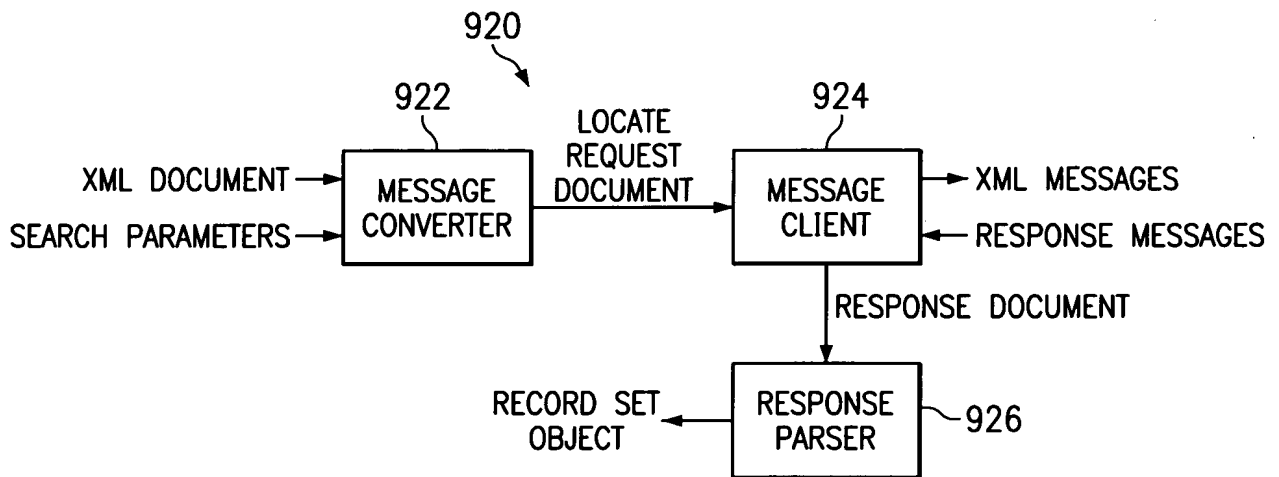 920
922
924
LOCATE
REQUEST
DOCUMENT
XML DOCUMENT
SEARCH PARAMETERS
MESSAGE
CONVERTER
MESSAGE
CLIENT
XML MESSAGES
RESPONSE MESSAGES
RESPONSE DOCUMENT
RECORD SET
OBJECT
RESPONSE
PARSER
926